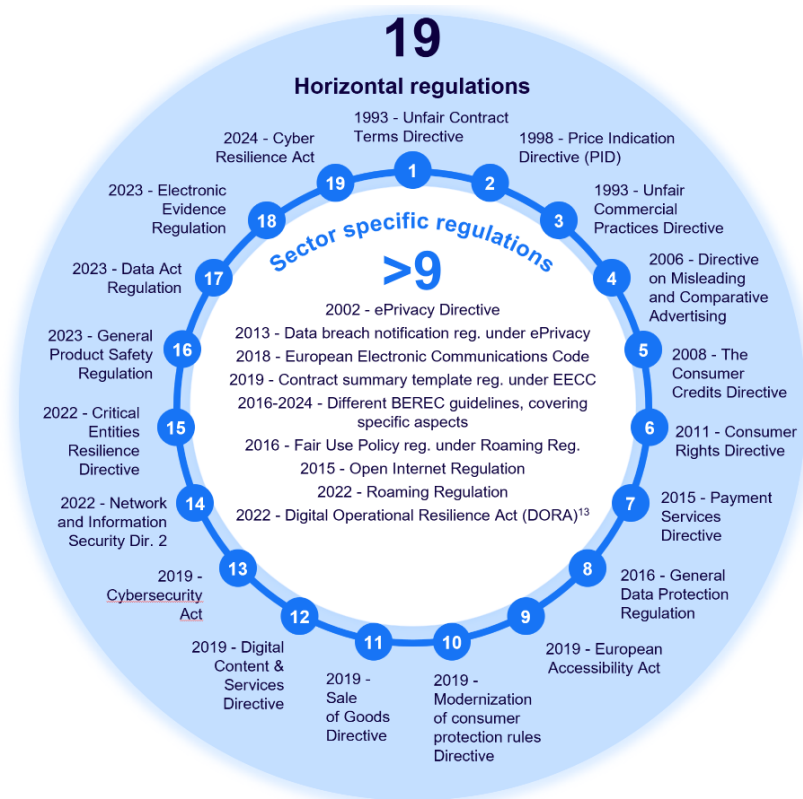 19
Horizontal regulations
1993 - Unfair Contract
Terms Directive
1
1998 - Price Indication
Directive (PID)
2
1993 - Unfair
Commercial
Practices Directive
3
2006 - Directive
on Misleading
and Comparative
Advertising
4
2008 - The
Consumer
Credits Directive
5
2011 - Consumer
Rights Directive
6
2015 - Payment
Services
Directive
7
2016 - General
Data Protection
Regulation
8
2019 - European
Accessibility Act
9
2019 -
Modernization
of consumer
protection rules
Directive
10
2019 -
Sale
of Goods
Directive
11
2019 - Digital
Content &
Services
Directive
12
2019 -
Cybersecurity
Act
13
2022 - Network
and Information
Security Dir. 2
14
2022 - Critical
Entities
Resilience
Directive
15
2023 - General
Product Safety
Regulation
16
2023 - Data Act
Regulation
17
2023 - Electronic
Evidence
Regulation
18
2024 - Cyber
Resilience Act
19
Sector specific regulations
>9
2002 - ePrivacy Directive
2013 - Data breach notification reg. under ePrivacy
2018 - European Electronic Communications Code
2019 - Contract summary template reg. under EECC
2016-2024 - Different BEREC guidelines, covering
specific aspects
2016 - Fair Use Policy reg. under Roaming Reg.
2015 - Open Internet Regulation
2022 - Roaming Regulation
2022 - Digital Operational Resilience Act (DORA)¹³